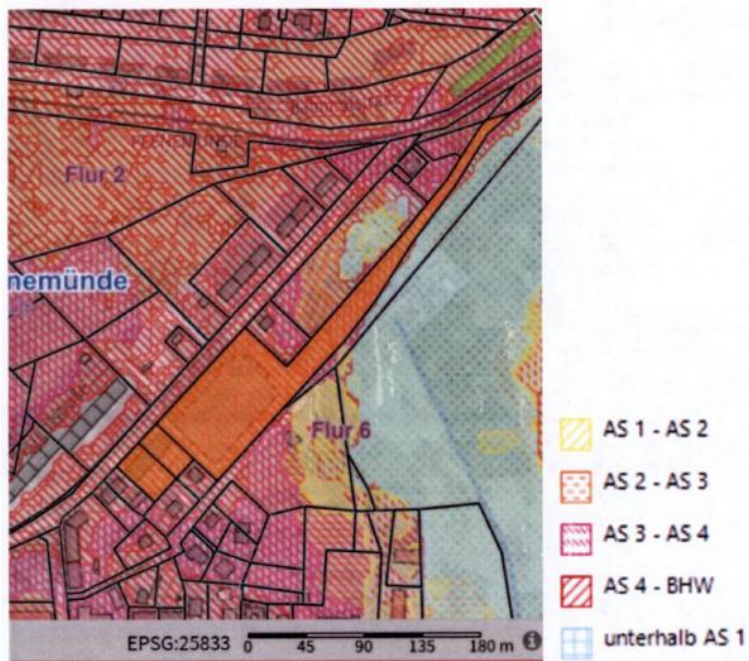 Flur 2
nemünde
Flur 6
AS 1 - AS 2
AS 2 - AS 3
AS 3 - AS 4
AS 4 - BHW
unterhalb AS 1
EPSG:25833
0 45 90 135 180 m